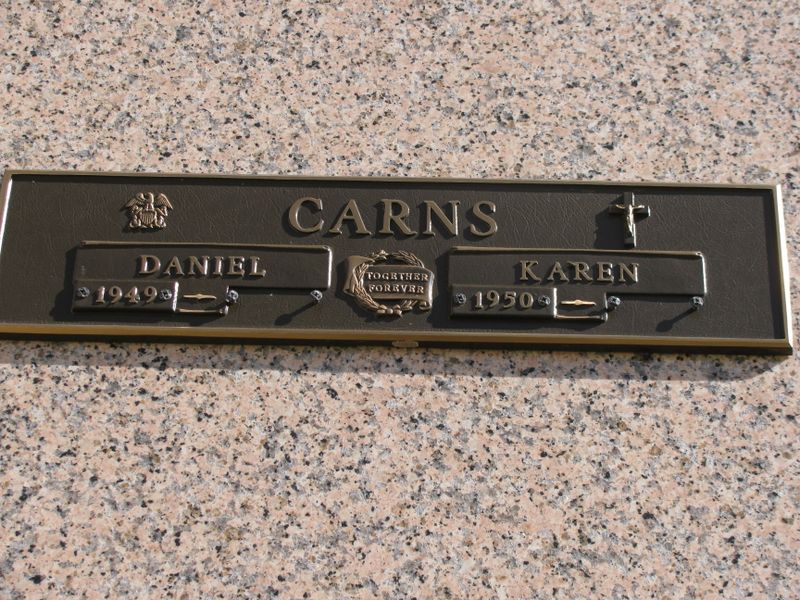 CARNS
DANIEL
1949
TOGETHER
FOREVER
KAREN
1950